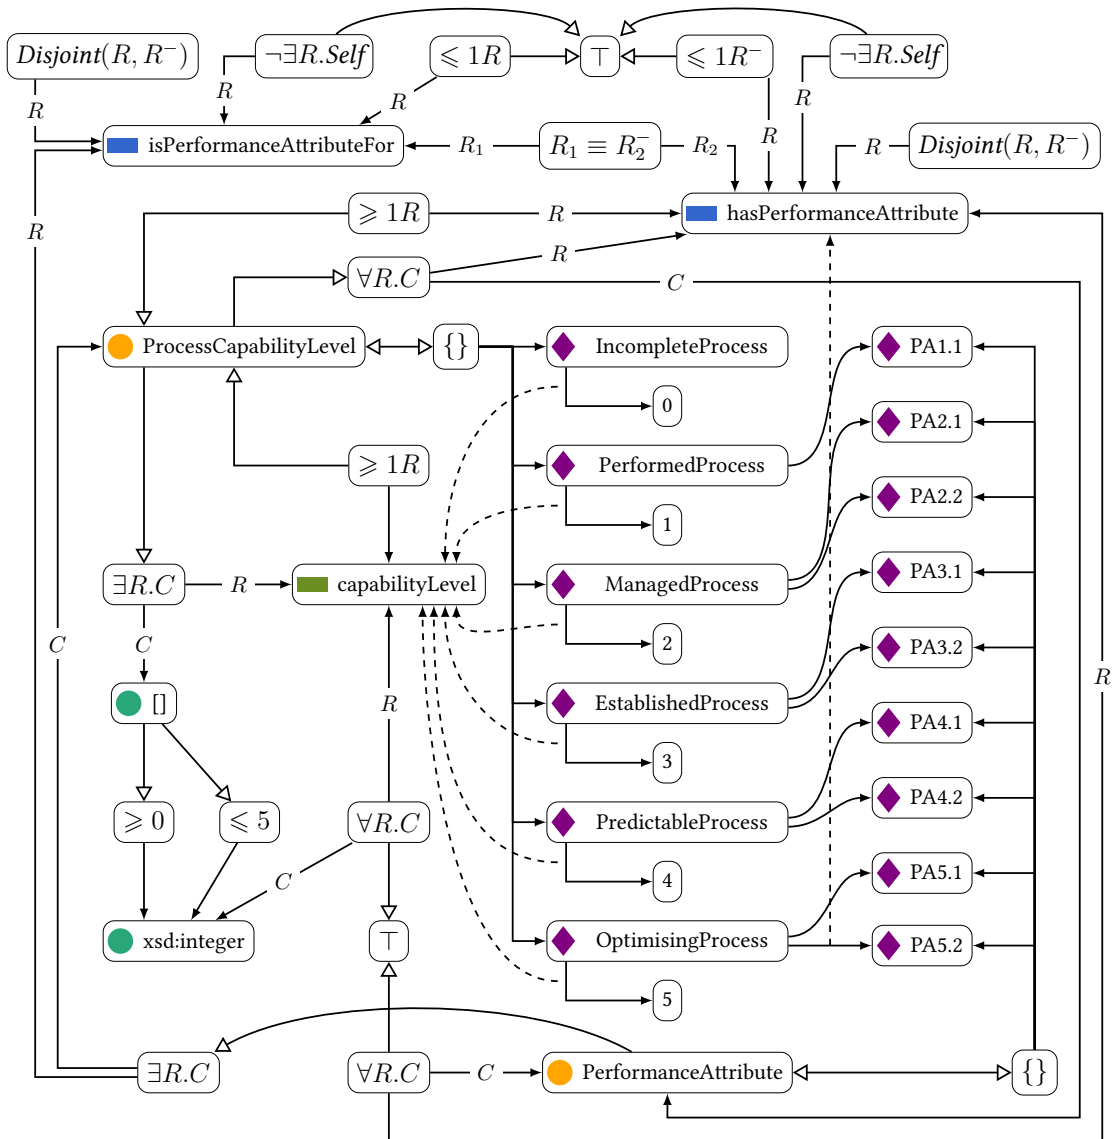 ¬∃R.Self
⩽ 1R
⊤
⩽ 1R⁻
¬∃R.Self
Disjoint(R, R⁻)
R
R
R
R
R
isPerformanceAttributeFor
R₁
R₁ ≡ R₂⁻
R₂
R
Disjoint(R, R⁻)
⩾ 1R
R
hasPerformanceAttribute
R
∀R.C
R
C
ProcessCapabilityLevel
{}
IncompleteProcess
PA1.1
0
PA2.1
⩾ 1R
PerformedProcess
PA2.2
1
∃R.C
R
capabilityLevel
ManagedProcess
PA3.1
C
C
2
PA3.2
R
[]
R
EstablishedProcess
PA4.1
3
PA4.2
⩾ 0
⩽ 5
∀R.C
PredictableProcess
C
4
PA5.1
xsd:integer
⊤
OptimisingProcess
PA5.2
5
∃R.C
∀R.C
C
PerformanceAttribute
{}